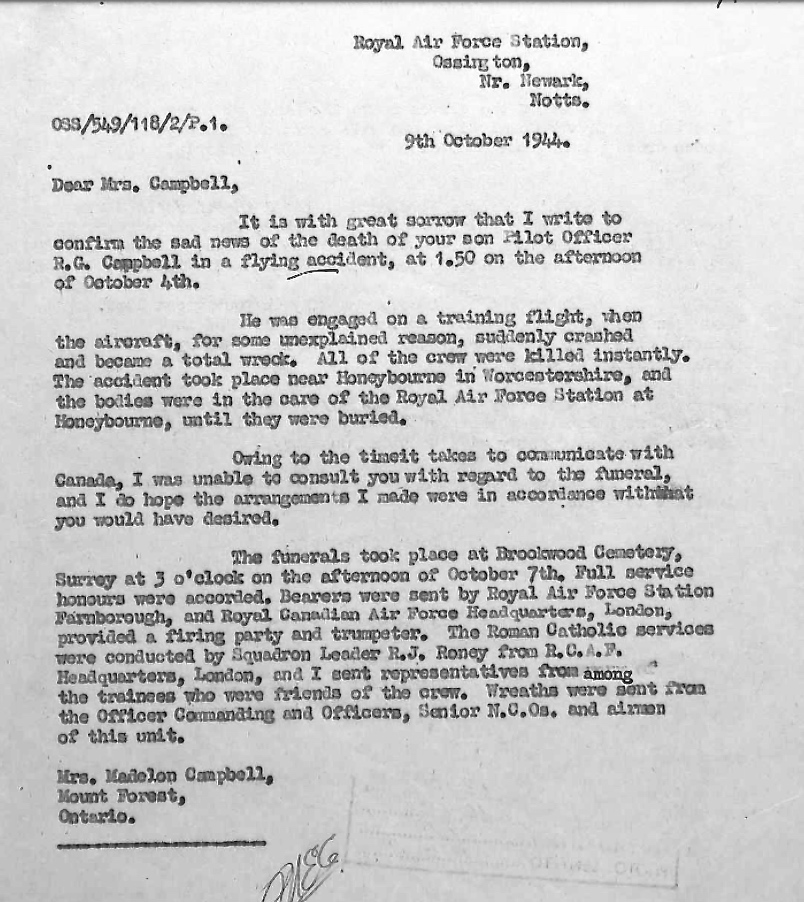 Royal Air Force Station,
Ossington,
Nr. Newark,
Notts.
OSS/549/118/2/P.1.
9th October 1944.
Dear Mrs. Campbell,
It is with great sorrow that I write to
confirm the sad news of the death of your son Pilot Officer
R.G. Campbell in a flying accident, at 1.50 on the afternoon
of October 4th.
He was engaged on a training flight, when
the aircraft, for some unexplained reason, suddenly crashed
and became a total wreck. All of the crew were killed instantly.
The accident took place near Honeybourne in Worcestershire, and
the bodies were in the care of the Royal Air Force Station at
Honeybourne, until they were buried.
Owing to the timeit takes to communicate with
Canada, I was unable to consult you with regard to the funeral,
and I do hope the arrangements I made were in accordance with
you would have desired.
The funerals took place at Brookwood Cemetery,
Surrey at 3 o'clock on the afternoon of October 7th. Full service
honours were accorded. Bearers were sent by Royal Air Force Station
Farnborough, and Royal Canadian Air Force Headquarters, London,
provided a firing party and trumpeter. The Roman Catholic services
were conducted by Squadron Leader R.J. Roney from R.C.A.F.
Headquarters, London, and I sent representatives from among
the trainees who were friends of the crew. Wreaths were sent from
the Officer Commanding and Officers, Senior N.C.Os. and airmen
of this unit.
Mrs. Madelon Campbell,
Mount Forest,
Ontario.